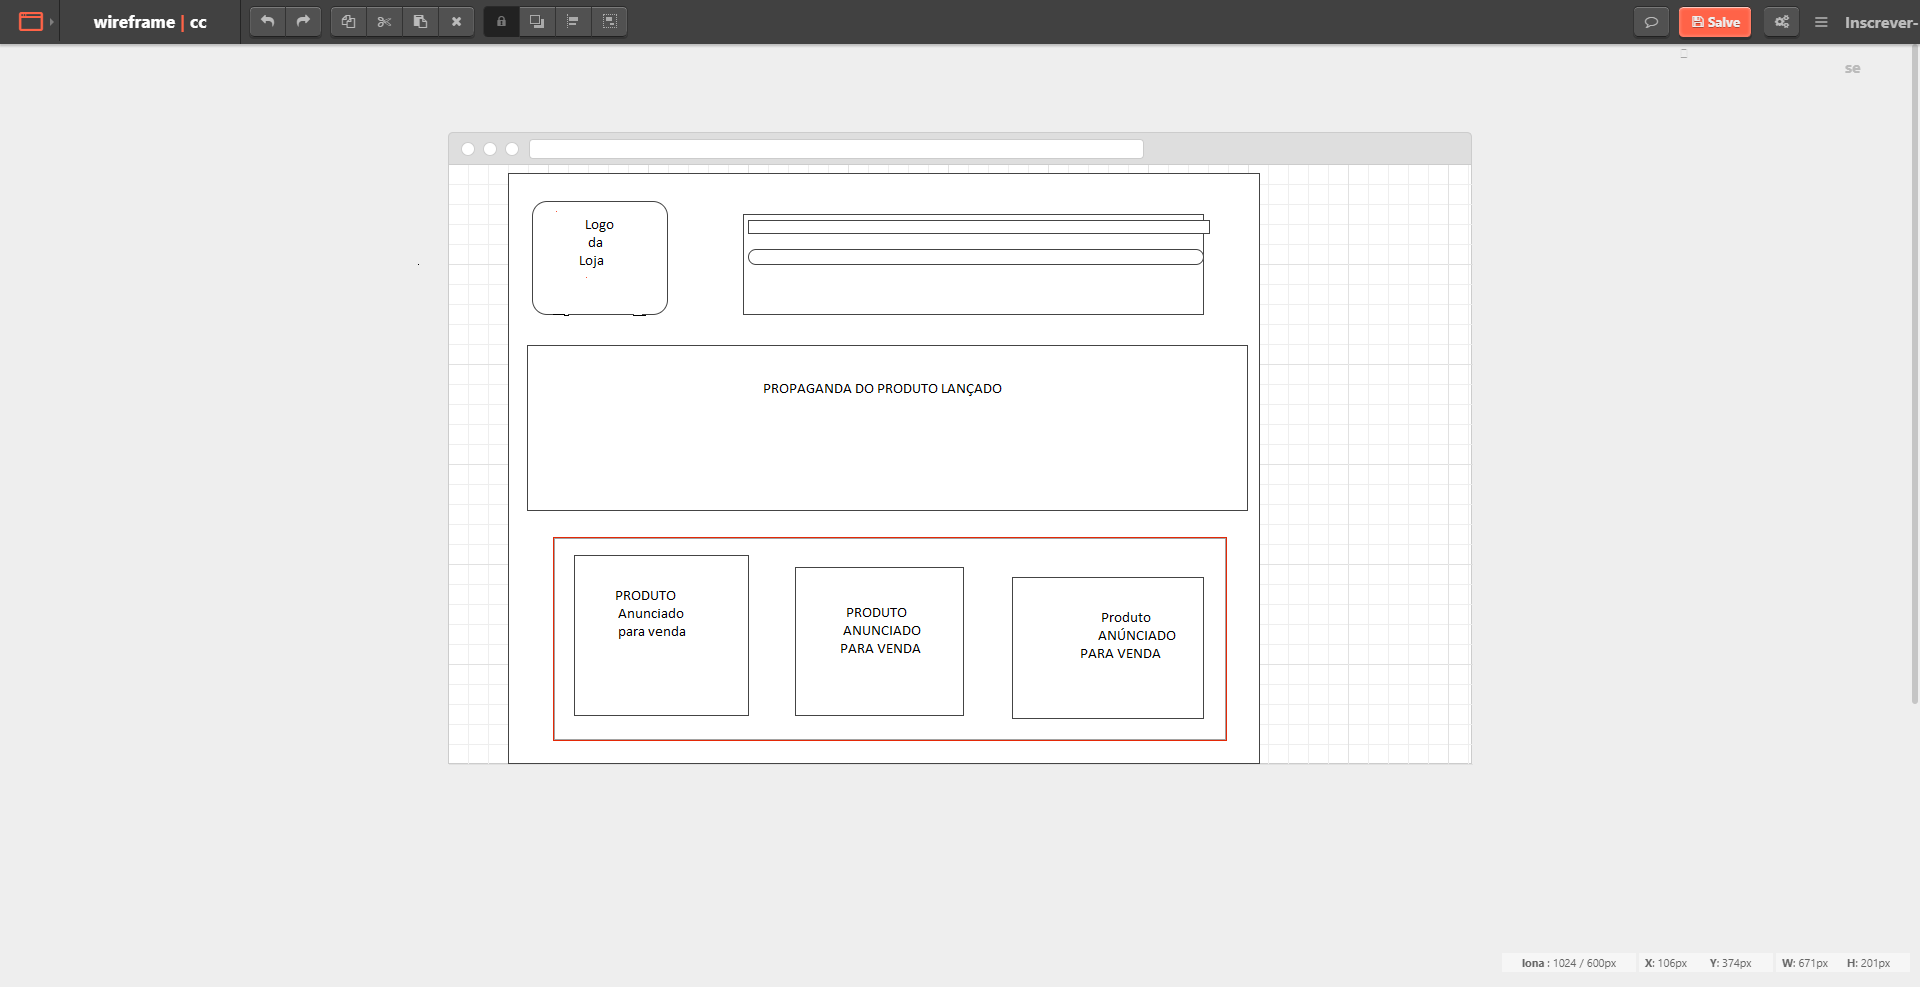 wireframe | cc
Salve
Inscrever-
se
Logo
da
Loja
PROPAGANDA DO PRODUTO LANÇADO
PRODUTO
Anunciado
para venda
PRODUTO
ANUNCIADO
PARA VENDA
Produto
ANÚNCIADO
PARA VENDA
lona : 1024 / 600px X: 106px Y: 374px W: 671px H: 201px